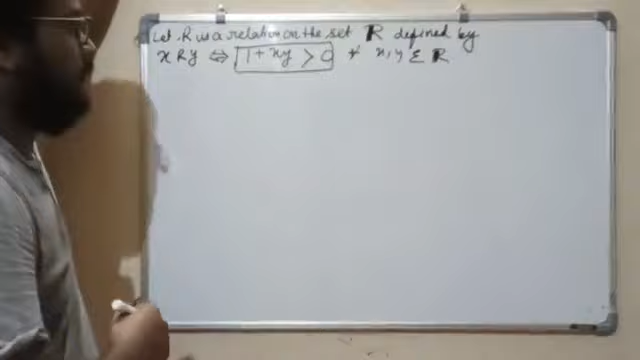 Let R is a relation on the set R defined by
x R y ⇔ 1 + xy > 0 ∀ x, y ∈ R